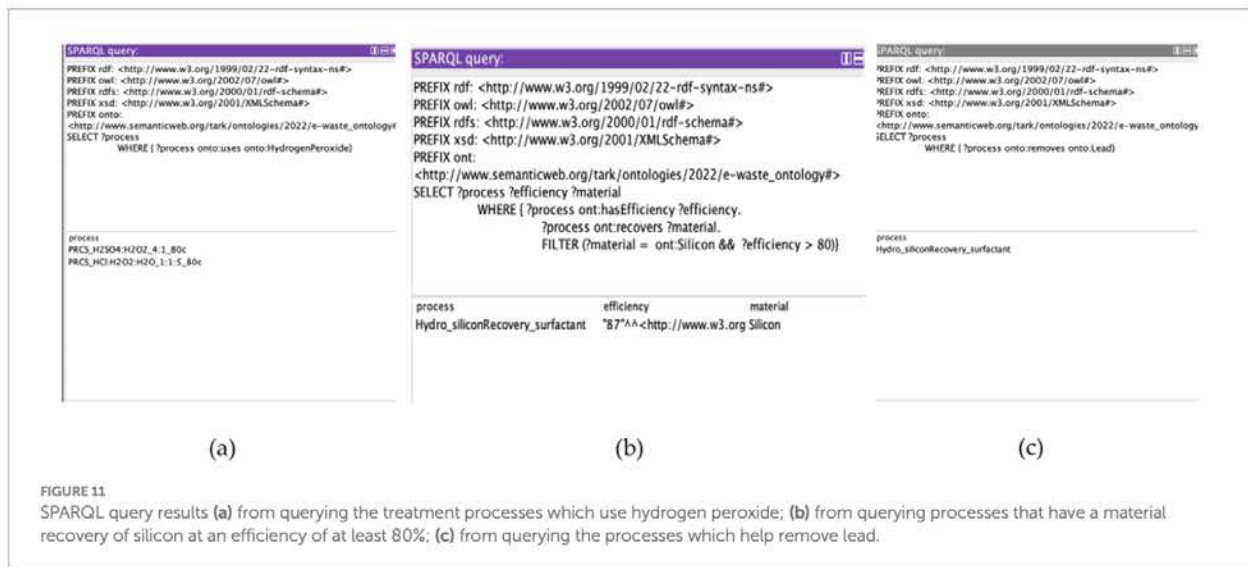 SPARQL query:
PREFIX rdf: <http://www.w3.org/1999/02/22-rdf-syntax-ns#>
PREFIX owl: <http://www.w3.org/2002/07/owl#>
PREFIX rdfs: <http://www.w3.org/2000/01/rdf-schema#>
PREFIX xsd: <http://www.w3.org/2001/XMLSchema#>
PREFIX onto:
<http://www.semanticweb.org/tark/ontologies/2022/e-waste_ontology#
SELECT ?process
WHERE { ?process onto:uses onto:HydrogenPeroxide}
process
PRCS_H2SO4:H2O2_4:1_80c
PRCS_HCl:H2O2:H2O_1:1:5_80c
(a)
SPARQL query:
PREFIX rdf: <http://www.w3.org/1999/02/22-rdf-syntax-ns#>
PREFIX owl: <http://www.w3.org/2002/07/owl#>
PREFIX rdfs: <http://www.w3.org/2000/01/rdf-schema#>
PREFIX xsd: <http://www.w3.org/2001/XMLSchema#>
PREFIX ont:
<http://www.semanticweb.org/tark/ontologies/2022/e-waste_ontology#>
SELECT ?process ?efficiency ?material
WHERE { ?process ont:hasEfficiency ?efficiency.
?process ont:recovers ?material.
FILTER (?material = ont:Silicon && ?efficiency > 80)}
process efficiency material
Hydro_siliconRecovery_surfactant "87"^^<http://www.w3.org Silicon
(b)
SPARQL query:
PREFIX rdf: <http://www.w3.org/1999/02/22-rdf-syntax-ns#>
PREFIX owl: <http://www.w3.org/2002/07/owl#>
PREFIX rdfs: <http://www.w3.org/2000/01/rdf-schema#>
PREFIX xsd: <http://www.w3.org/2001/XMLSchema#>
PREFIX onto:
<http://www.semanticweb.org/tark/ontologies/2022/e-waste_ontology
SELECT ?process
WHERE { ?process onto:removes onto:Lead}
process
Hydro_siliconRecovery_surfactant
(c)
FIGURE 11
SPARQL query results (a) from querying the treatment processes which use hydrogen peroxide; (b) from querying processes that have a material
recovery of silicon at an efficiency of at least 80%; (c) from querying the processes which help remove lead.